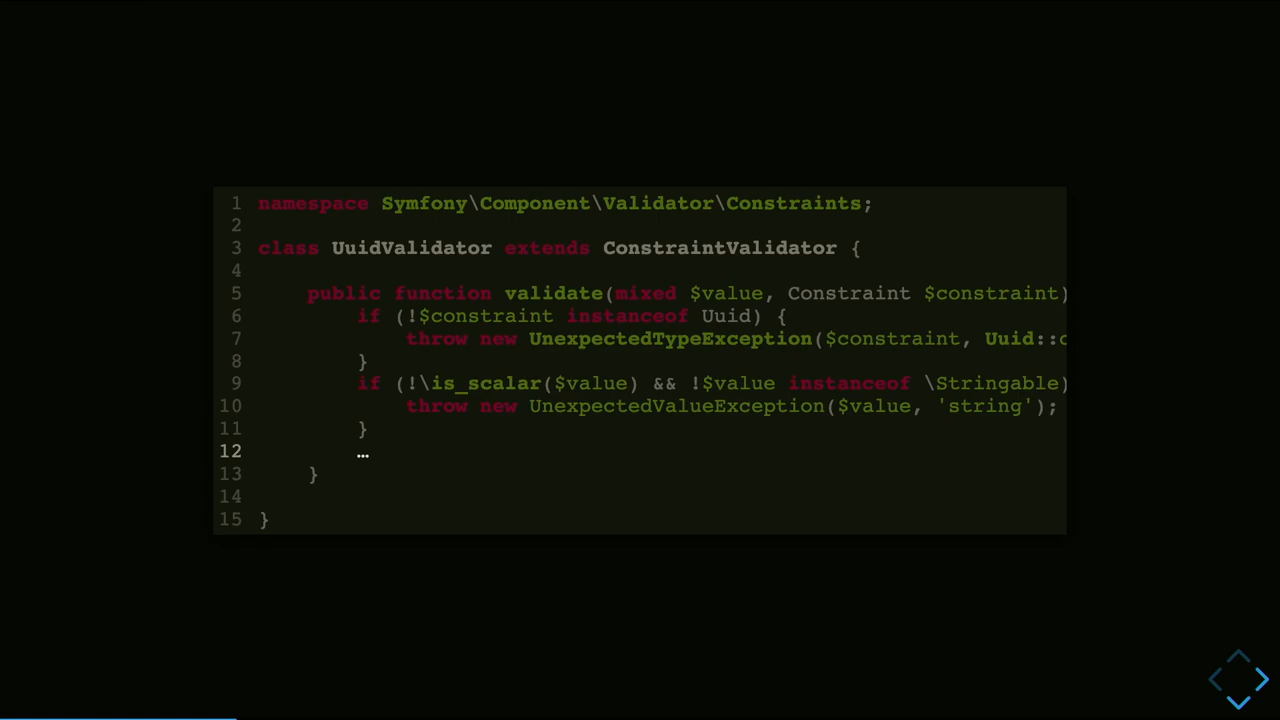 1 namespace Symfony\Component\Validator\Constraints;
2
3 class UuidValidator extends ConstraintValidator {
4
5     public function validate(mixed $value, Constraint $constraint)
6         if (!$constraint instanceof Uuid) {
7             throw new UnexpectedTypeException($constraint, Uuid::c
8         }
9         if (!\is_scalar($value) && !$value instanceof \Stringable)
10             throw new UnexpectedValueException($value, 'string');
11         }
12         …
13     }
14
15 }